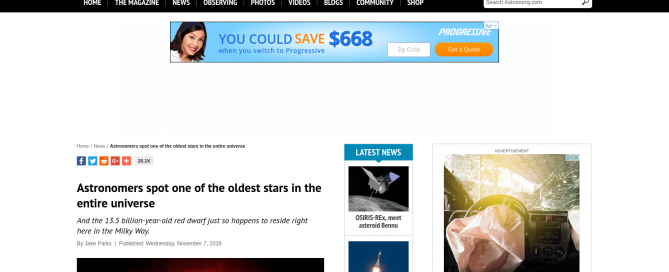 HOME THE MAGAZINE NEWS OBSERVING PHOTOS VIDEOS BLOGS COMMUNITY SHOP Search Astronomy.com
Ad
YOU COULD SAVE $668
when you switch to Progressive
PROGRESSIVE
Zip Code
Get a Quote
Home / News / Astronomers spot one of the oldest stars in the entire universe
28.1K
Astronomers spot one of the oldest stars in the
entire universe
And the 13.5 billion-year-old red dwarf just so happens to reside right
here in the Milky Way.
By Jake Parks | Published: Wednesday, November 7, 2018
LATEST NEWS
OSIRIS-REx, meet
asteroid Bennu
ADVERTISEMENT